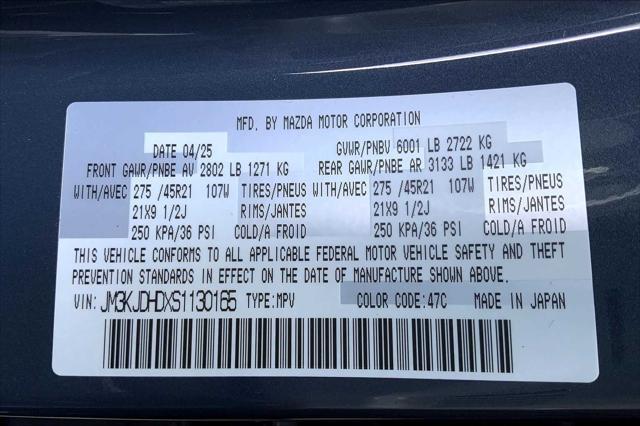 MFD. BY MAZDA MOTOR CORPORATION
DATE 04/25 GVWR/PNBV 6001 LB 2722 KG
FRONT GAWR/PNBE AV 2802 LB 1271 KG REAR GAWR/PNBE AR 3133 LB 1421 KG
WITH/AVEC 275 /45R21 107W TIRES/PNEUS WITH/AVEC 275 /45R21 107W TIRES/PNEUS
21X9 1/2J RIMS/JANTES 21X9 1/2J RIMS/JANTES
250 KPA/36 PSI COLD/A FROID 250 KPA/36 PSI COLD/A FROID
THIS VEHICLE CONFORMS TO ALL APPLICABLE FEDERAL MOTOR VEHICLE SAFETY AND THEFT
PREVENTION STANDARDS IN EFFECT ON THE DATE OF MANUFACTURE SHOWN ABOVE.
VIN: JM3KJDHDXS1130165 TYPE:MPV COLOR CODE:47C MADE IN JAPAN